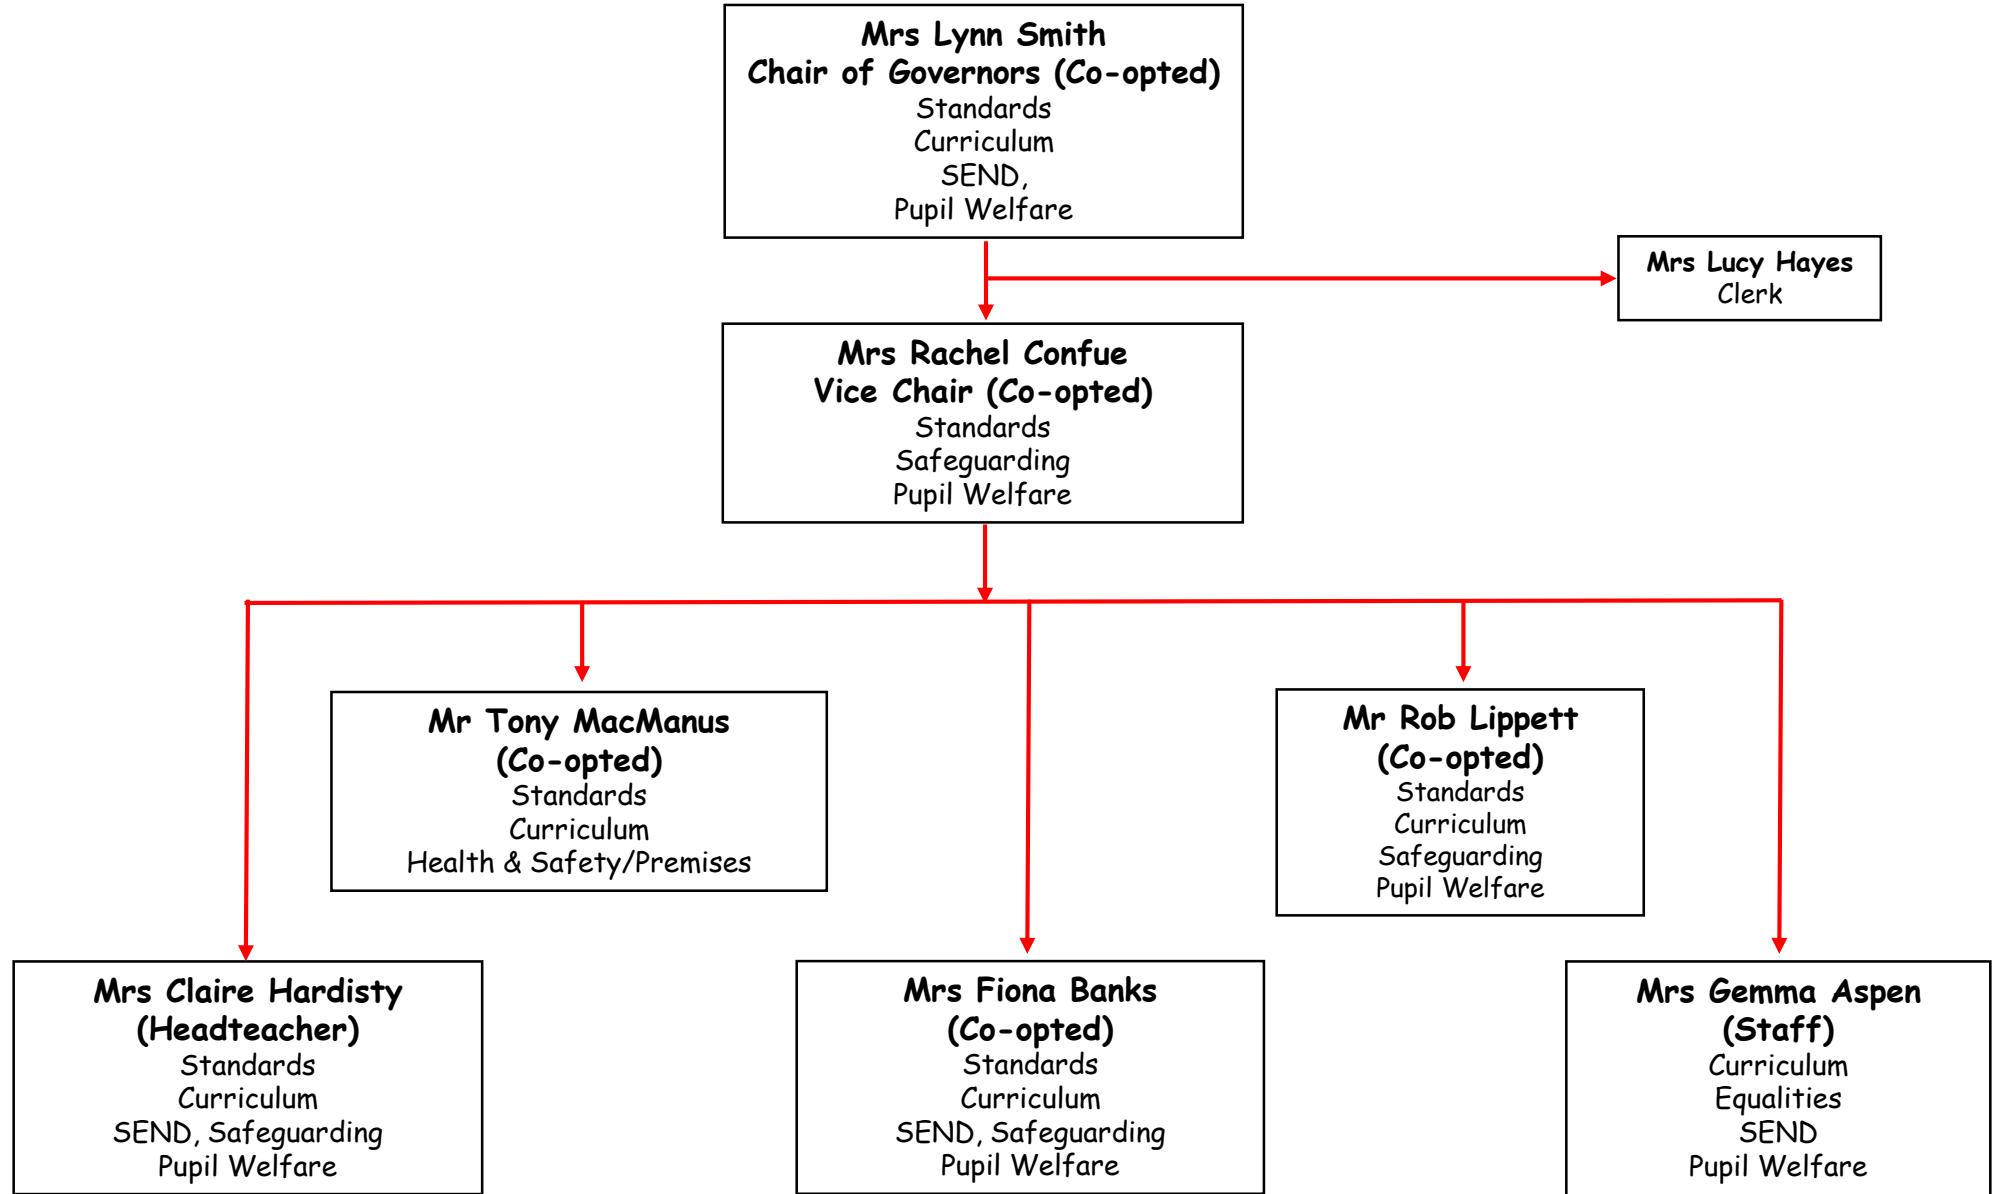 Mrs Lynn Smith
Chair of Governors (Co-opted)
Standards
Curriculum
SEND,
Pupil Welfare
Mrs Lucy Hayes
Clerk
Mrs Rachel Confue
Vice Chair (Co-opted)
Standards
Safeguarding
Pupil Welfare
Mr Tony MacManus
(Co-opted)
Standards
Curriculum
Health & Safety/Premises
Mr Rob Lippett
(Co-opted)
Standards
Curriculum
Safeguarding
Pupil Welfare
Mrs Claire Hardisty
(Headteacher)
Standards
Curriculum
SEND, Safeguarding
Pupil Welfare
Mrs Fiona Banks
(Co-opted)
Standards
Curriculum
SEND, Safeguarding
Pupil Welfare
Mrs Gemma Aspen
(Staff)
Curriculum
Equalities
SEND
Pupil Welfare